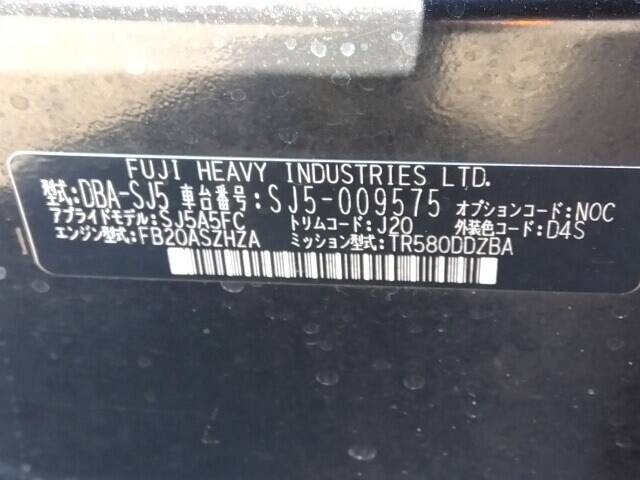 FUJI HEAVY INDUSTRIES LTD.
型式:DBA-SJ5 車台番号:SJ5-009575 オプションコード:NOC
アプライドモデル:SJ5A5FC トリムコード:J20 外装色コード:D4S
エンジン型式:FB20ASZHZA ミッション型式:TR580DDZBA